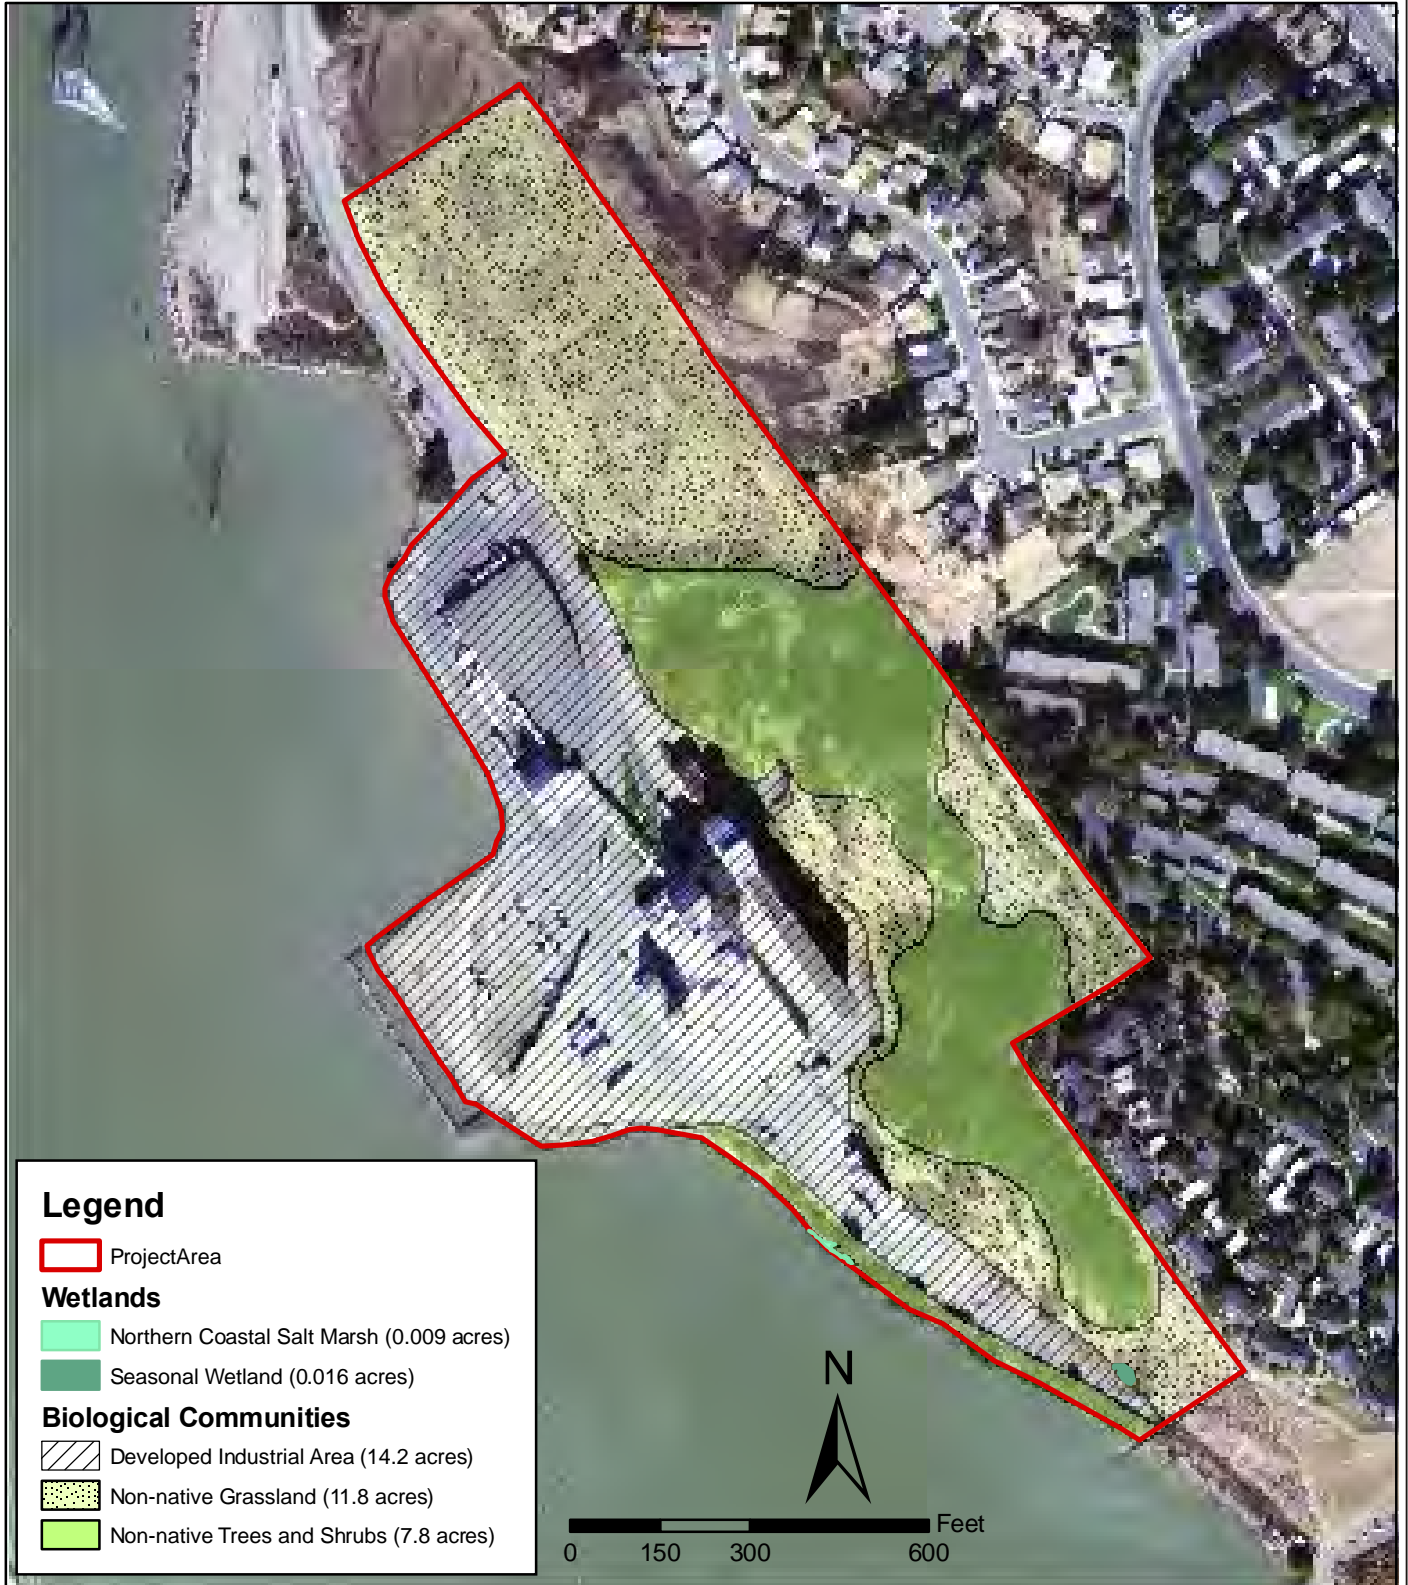 Legend
ProjectArea
Wetlands
Northern Coastal Salt Marsh (0.009 acres)
Seasonal Wetland (0.016 acres)
Biological Communities
Developed Industrial Area (14.2 acres)
Non-native Grassland (11.8 acres)
Non-native Trees and Shrubs (7.8 acres)
N
Feet
0 150 300 600